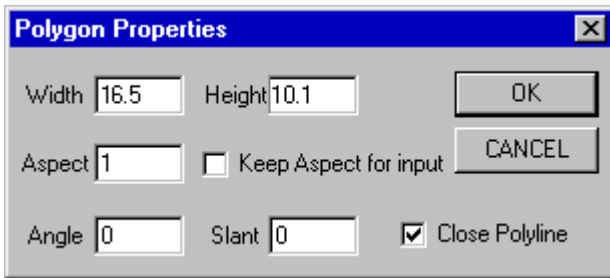 Polygon Properties
Width 16.5 Height 10.1 OK
Aspect 1 Keep Aspect for input CANCEL
Angle 0 Slant 0 Close Polyline